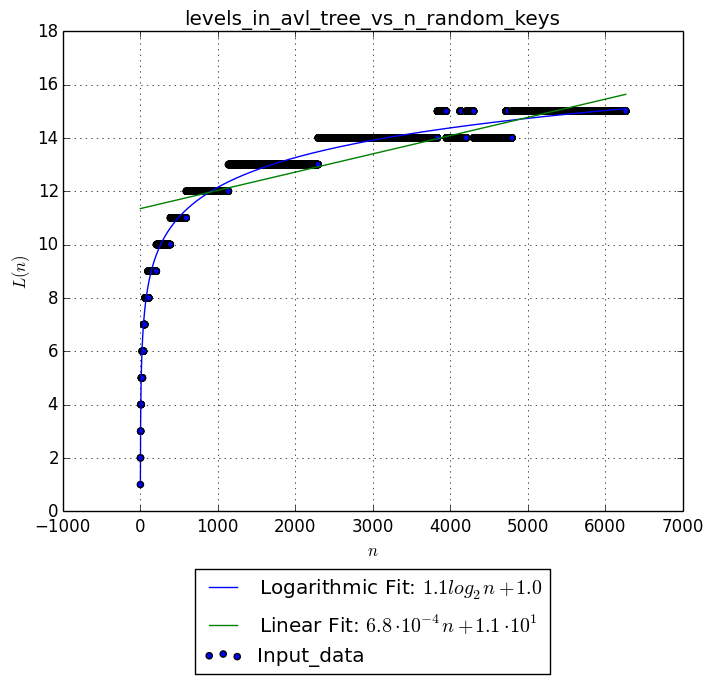 levels_in_avl_tree_vs_n_random_keys
18
16
14
12
10
8
6
4
2
0
L(n)
−1000 0 1000 2000 3000 4000 5000 6000 7000
n
Logarithmic Fit: 1.1log₂n+1.0
Linear Fit: 6.8·10⁻⁴n+1.1·10¹
Input_data